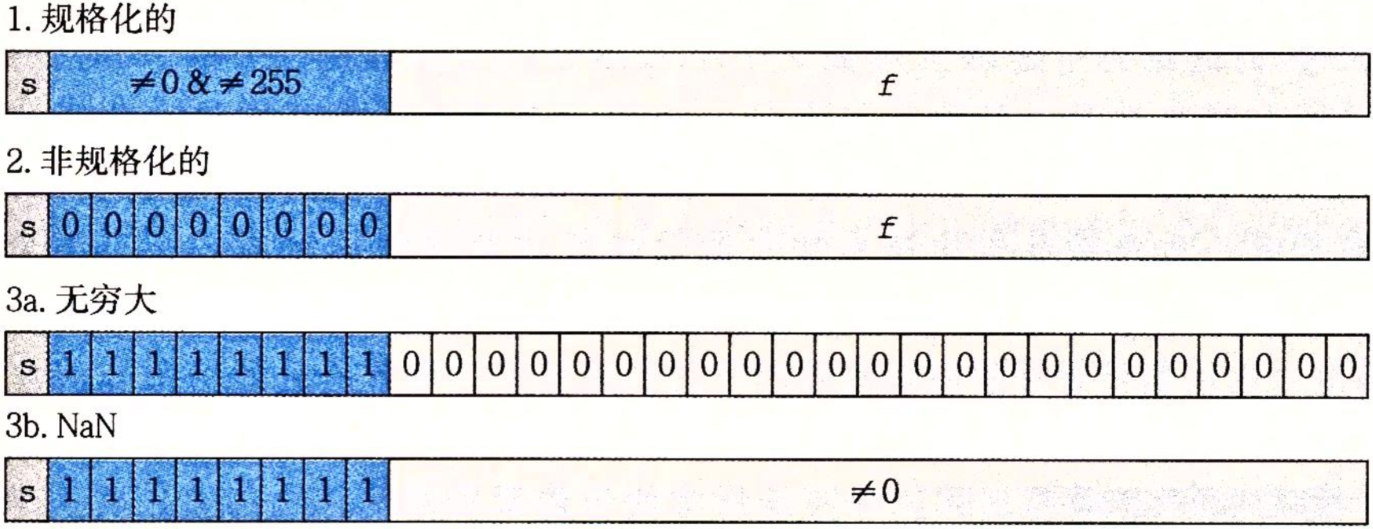 1. 规格化的
s ≠0 & ≠255 f
2. 非规格化的
s 0 0 0 0 0 0 0 0 f
3a. 无穷大
s 1 1 1 1 1 1 1 1 0 0 0 0 0 0 0 0 0 0 0 0 0 0 0 0 0 0 0 0 0 0 0
3b. NaN
s 1 1 1 1 1 1 1 1 ≠0